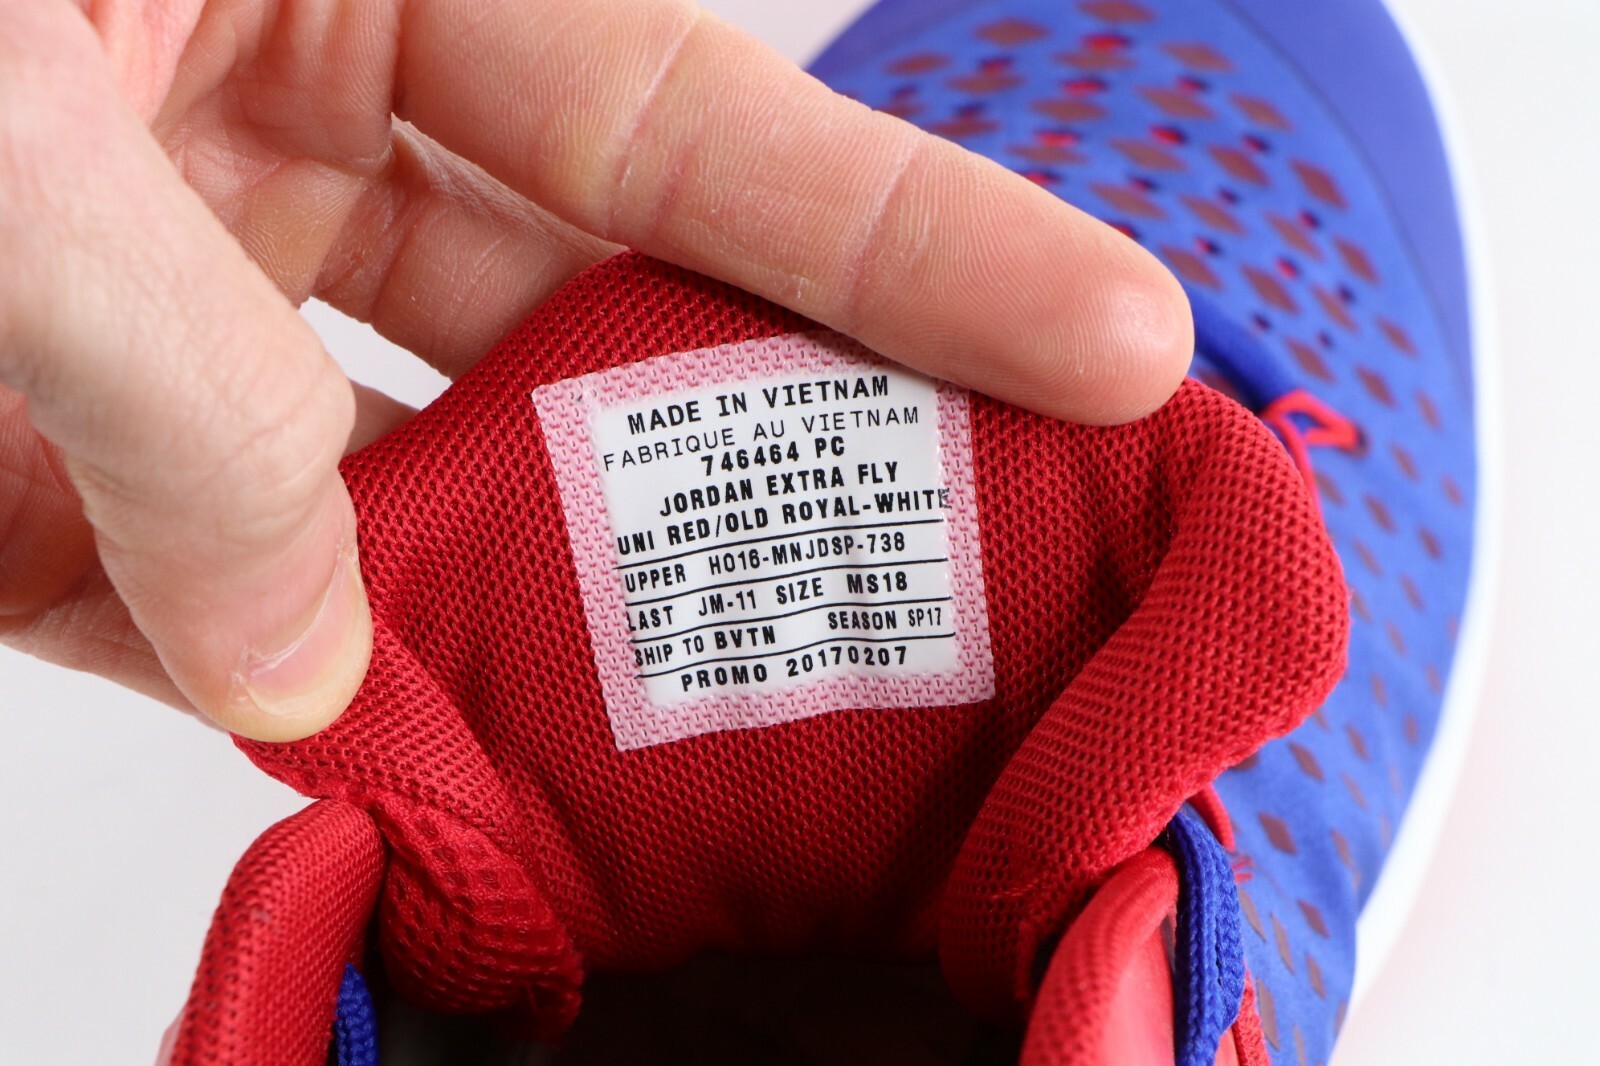 MADE IN VIETNAM
FABRIQUE AU VIETNAM
746464 PC
JORDAN EXTRA FLY
UNI RED/OLD ROYAL-WHITE
UPPER HO16-MNJDSP-738
LAST JM-11 SIZE MS18
SHIP TO BVTN SEASON SP17
PROMO 20170207